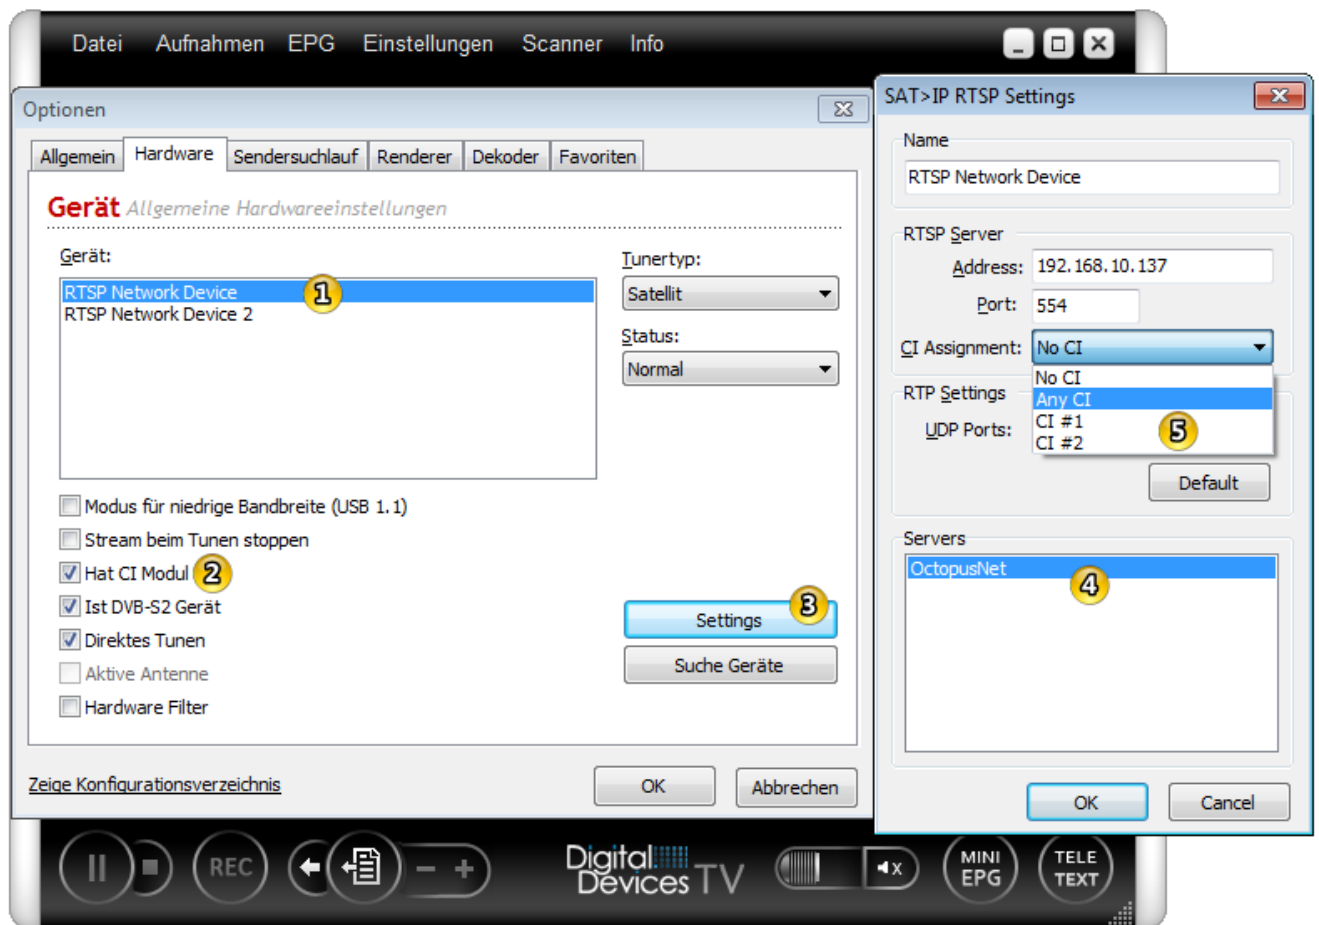 Datei Aufnahmen EPG Einstellungen Scanner Info
Optionen
Allgemein Hardware Sendersuchlauf Renderer Dekoder Favoriten
Gerät Allgemeine Hardwareeinstellungen
Gerät:
RTSP Network Device 1
RTSP Network Device 2
Tunertyp:
Satellit
Status:
Normal
Modus für niedrige Bandbreite (USB 1.1)
Stream beim Tunen stoppen
Hat CI Modul 2
Ist DVB-S2 Gerät
Direktes Tunen
Aktive Antenne
Hardware Filter
Settings 3
Suche Geräte
Zeige Konfigurationsverzeichnis
OK Abbrechen
SAT>IP RTSP Settings
Name
RTSP Network Device
RTSP Server
Address: 192.168.10.137
Port: 554
CI Assignment: No CI
No CI
Any CI
CI #1
CI #2
5
RTP Settings
UDP Ports:
Default
Servers
OctopusNet 4
OK Cancel
REC
Digital
Devices TV
MINI
EPG
TELE
TEXT